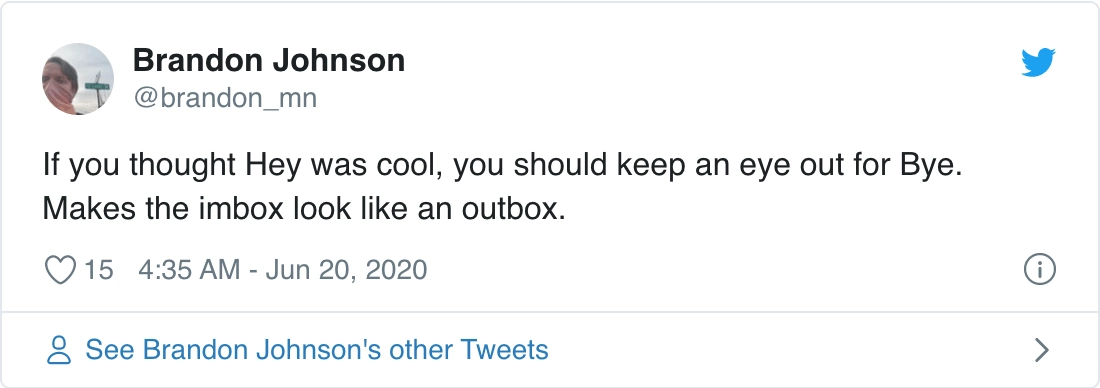 Brandon Johnson
@brandon_mn
If you thought Hey was cool, you should keep an eye out for Bye.
Makes the imbox look like an outbox.
15 4:35 AM - Jun 20, 2020
See Brandon Johnson's other Tweets